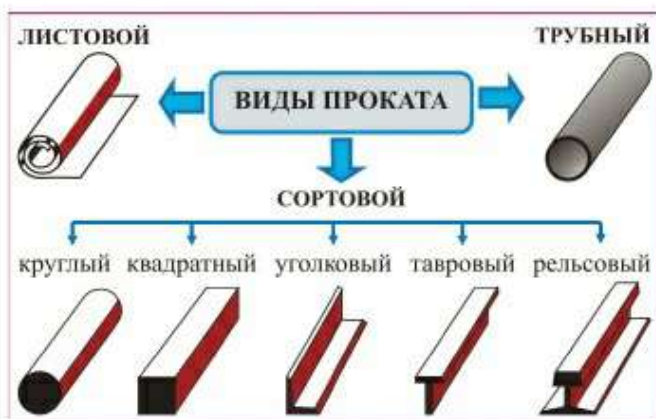 ЛИСТОВОЙ
ТРУБНЫЙ
ВИДЫ ПРОКАТА
СОРТОВОЙ
круглый квадратный уголковый тавровый рельсовый